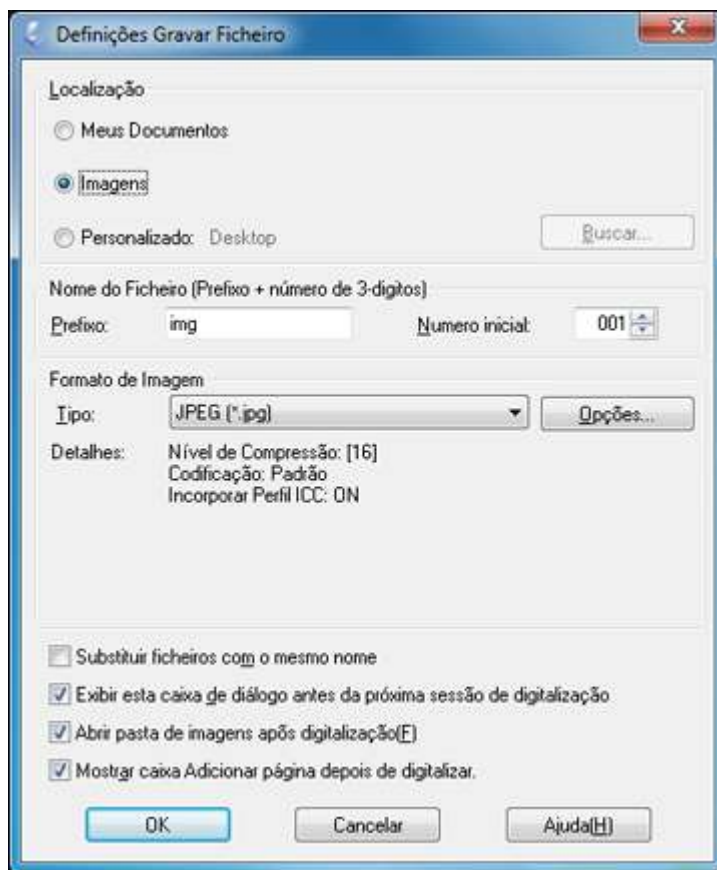 Definições Gravar Ficheiro
Localização
Meus Documentos
Imagens
Personalizado: Desktop Buscar...
Nome do Ficheiro (Prefixo + número de 3-digitos)
Prefixo: img Numero inicial: 001
Formato de Imagem
Tipo: JPEG (*.jpg) Opções...
Detalhes: Nível de Compressão: [16]
Codificação: Padrão
Incorporar Perfil ICC: ON
Substituir ficheiros com o mesmo nome
Exibir esta caixa de diálogo antes da próxima sessão de digitalização
Abrir pasta de imagens apõs digitalização(F)
Mostrar caixa Adicionar página depois de digitalizar.
OK Cancelar Ajuda(H)